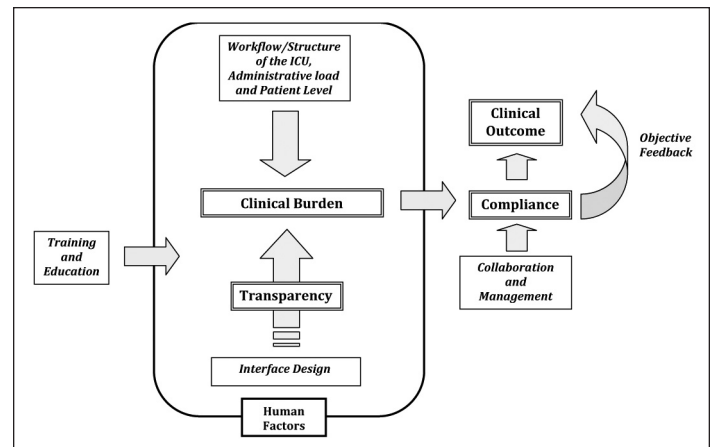 Workflow/Structure
of the ICU,
Administrative load
and Patient Level
Clinical
Outcome
Objective
Feedback
Clinical Burden
Compliance
Training
and
Education
Collaboration
and
Management
Transparency
Interface Design
Human
Factors